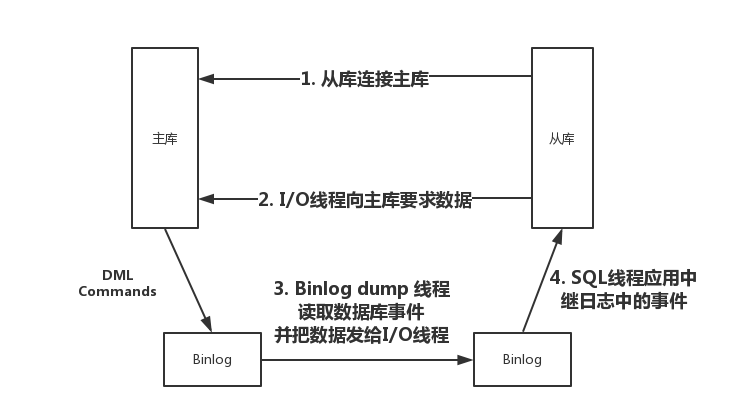 1. 从库连接主库
主库
从库
2. I/O线程向主库要求数据
DML
Commands
3. Binlog dump 线程
读取数据库事件
并把数据发给I/O线程
4. SQL线程应用中
继日志中的事件
Binlog
Binlog